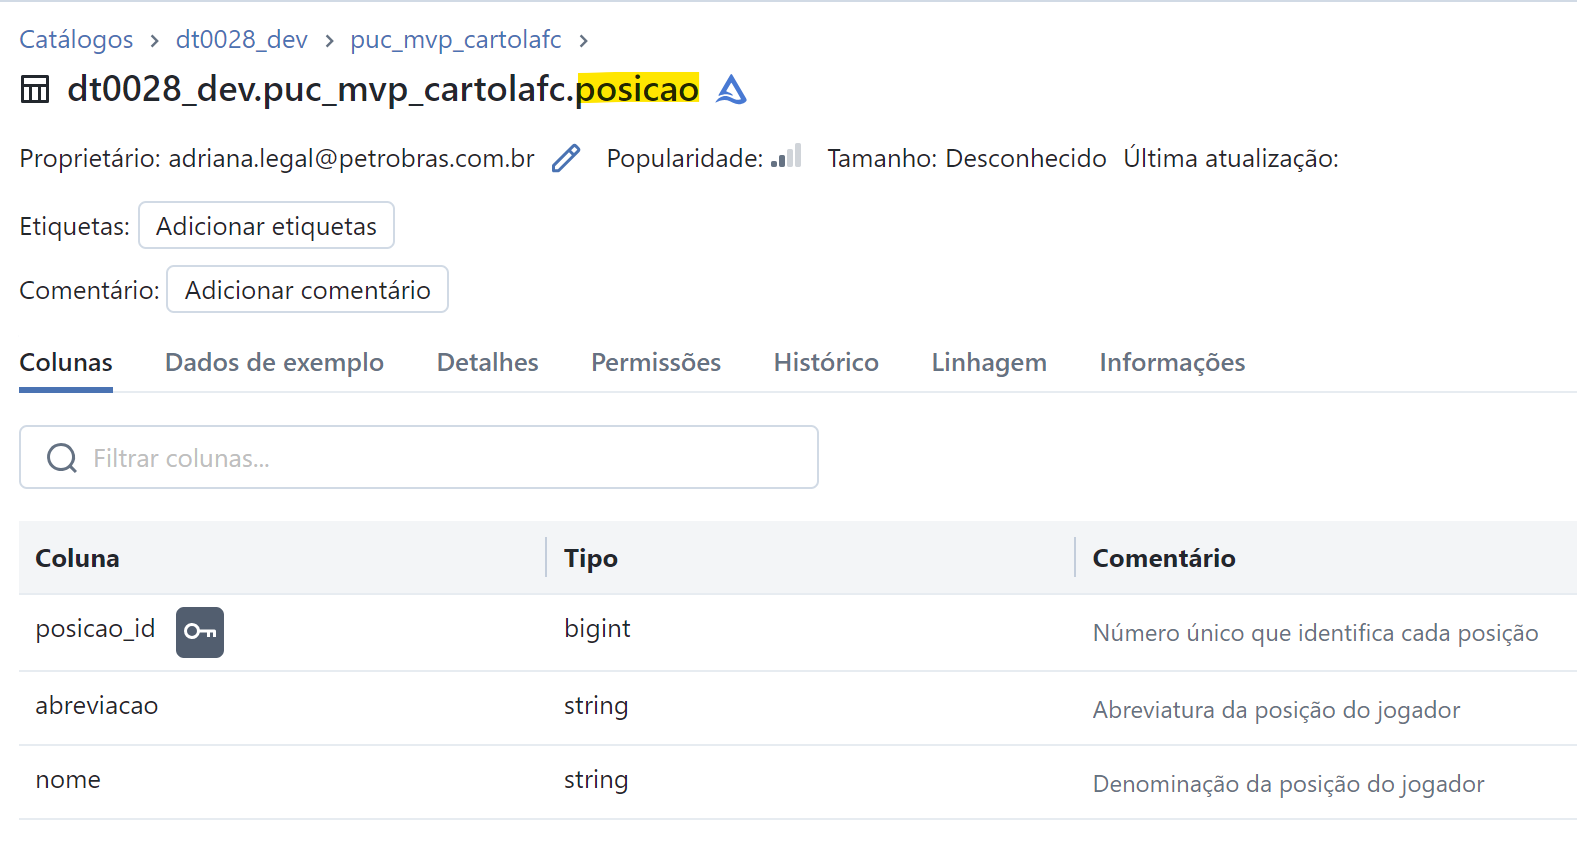 Catálogos > dt0028_dev > puc_mvp_cartolafc >
dt0028_dev.puc_mvp_cartolafc.posicao
Proprietário: adriana.legal@petrobras.com.br Popularidade: Tamanho: Desconhecido Última atualização:
Etiquetas: Adicionar etiquetas
Comentário: Adicionar comentário
Colunas Dados de exemplo Detalhes Permissões Histórico Linhagem Informações
Filtrar colunas...
Coluna Tipo Comentário
posicao_id bigint Número único que identifica cada posição
abreviacao string Abreviatura da posição do jogador
nome string Denominação da posição do jogador